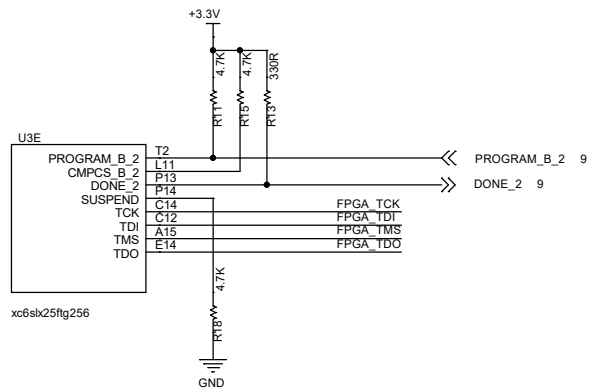 +3.3V
4.7K
4.7K
330R
R11
R15
R13
U3E
PROGRAM_B_2 T2 PROGRAM_B_2 9
CMPCS_B_2 L11
DONE_2 P13 DONE_2 9
SUSPEND P14
TCK C14 FPGA_TCK
TDI C12 FPGA_TDI
TMS A15 FPGA_TMS
TDO E14 FPGA_TDO
4.7K
R18
xc6slx25ftg256
GND